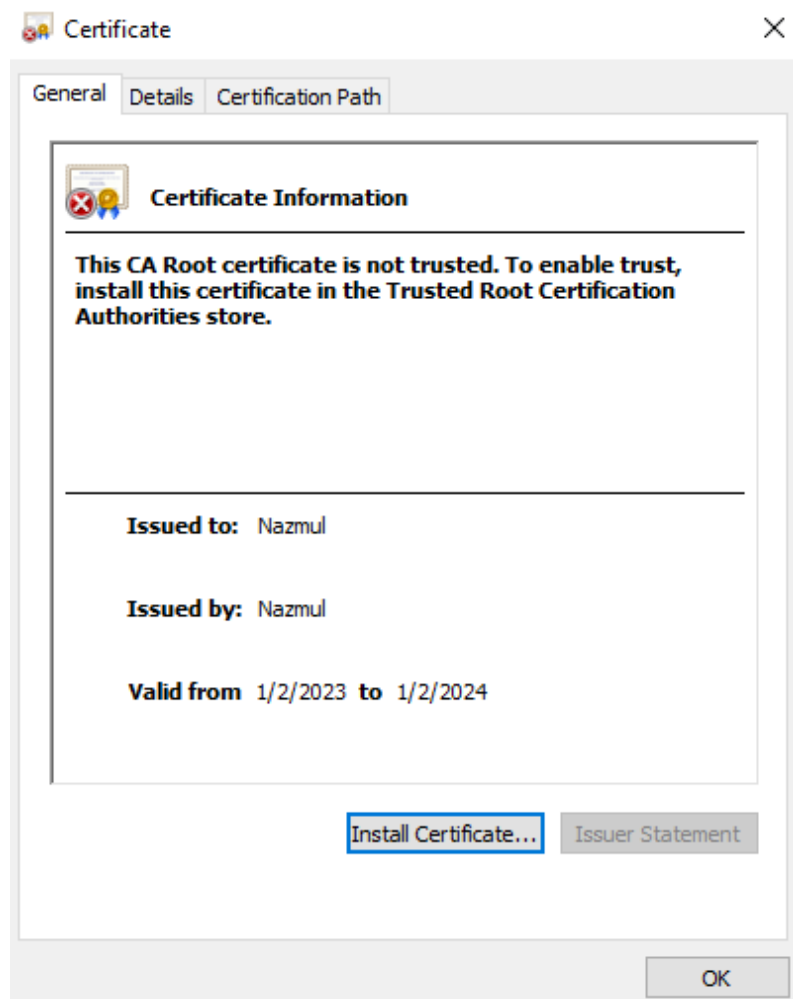 Certificate
General Details Certification Path
Certificate Information
This CA Root certificate is not trusted. To enable trust,
install this certificate in the Trusted Root Certification
Authorities store.
Issued to: Nazmul
Issued by: Nazmul
Valid from 1/2/2023 to 1/2/2024
Install Certificate... Issuer Statement
OK